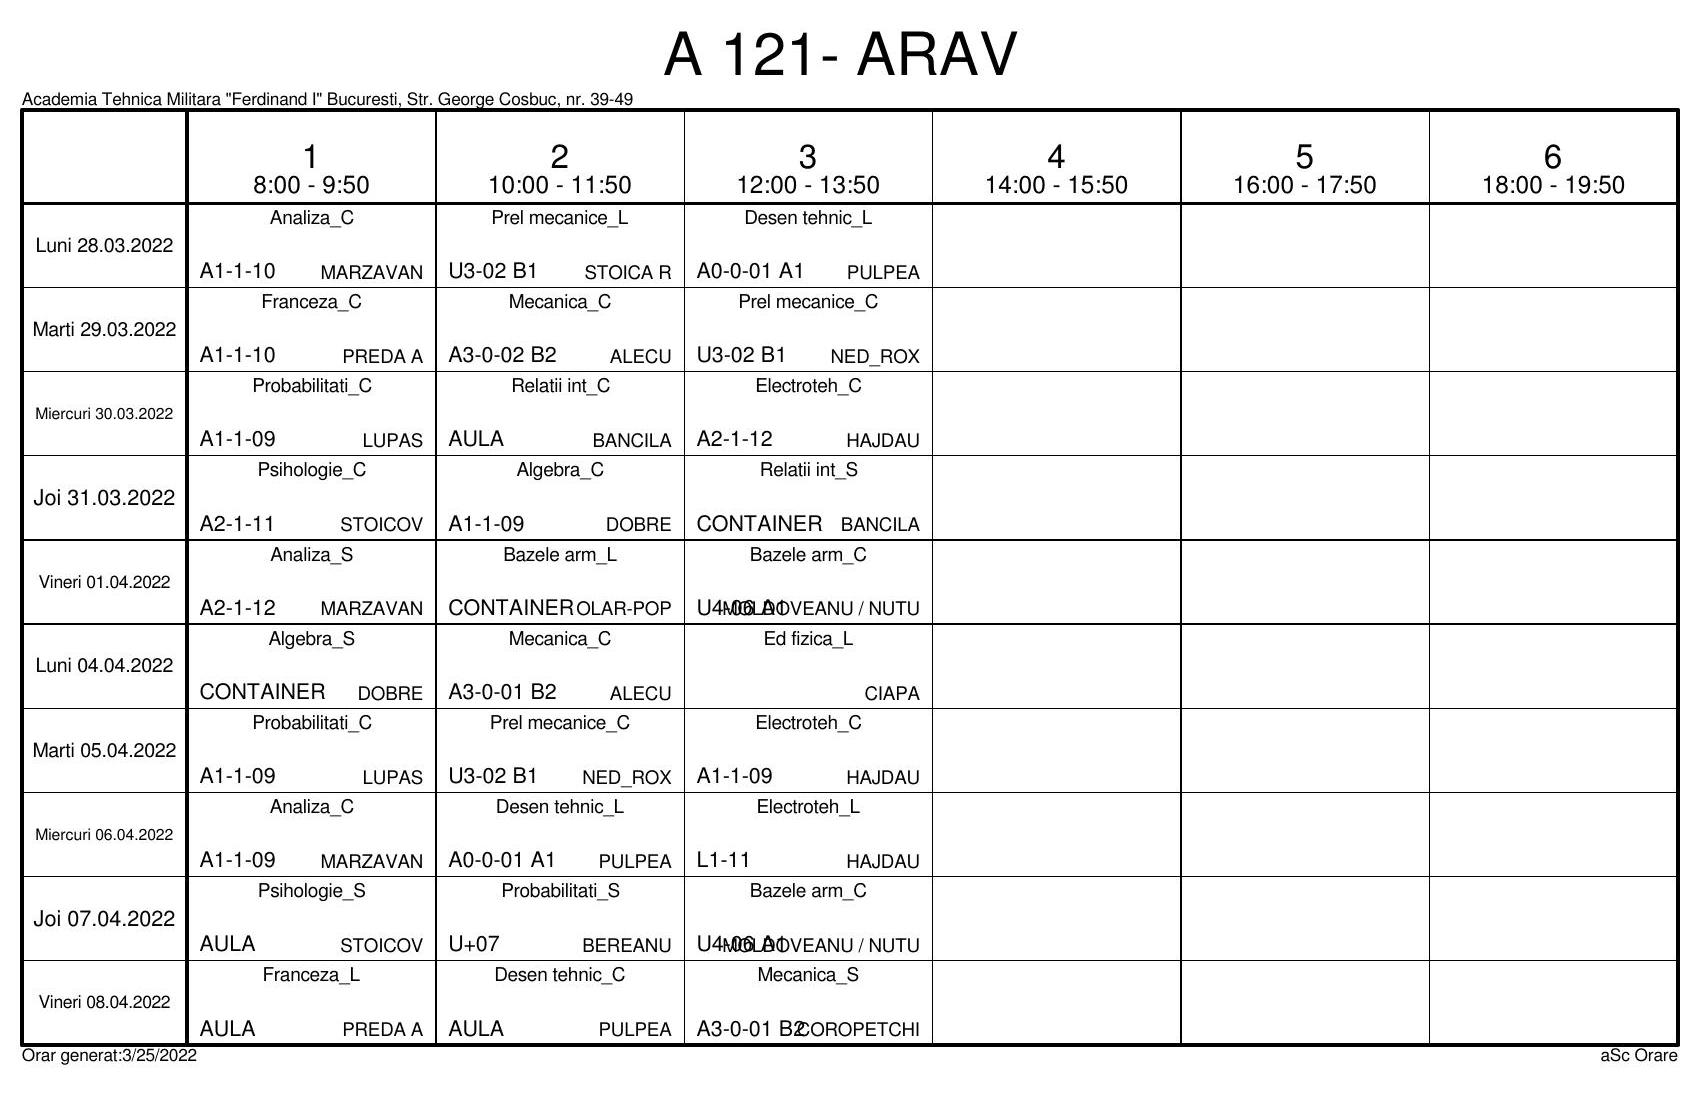 A 121- ARAV
Academia Tehnica Militara "Ferdinand I" Bucuresti, Str. George Cosbuc, nr. 39-49
1 2 3 4 5 6
8:00 - 9:50 10:00 - 11:50 12:00 - 13:50 14:00 - 15:50 16:00 - 17:50 18:00 - 19:50
Analiza_C Prel mecanice_L Desen tehnic_L
Luni 28.03.2022
A1-1-10 MARZAVAN U3-02 B1 STOICA R A0-0-01 A1 PULPEA
Franceza_C Mecanica_C Prel mecanice_C
Marti 29.03.2022
A1-1-10 PREDA A A3-0-02 B2 ALECU U3-02 B1 NED_ROX
Probabilitati_C Relatii int_C Electroteh_C
Miercuri 30.03.2022
A1-1-09 LUPAS AULA BANCILA A2-1-12 HAJDAU
Psihologie_C Algebra_C Relatii int_S
Joi 31.03.2022
A2-1-11 STOICOV A1-1-09 DOBRE CONTAINER BANCILA
Analiza_S Bazele arm_L Bazele arm_C
Vineri 01.04.2022
A2-1-12 MARZAVAN CONTAINER OLAR-POP U4-06 A1 MOLDOVEANU / NUTU
Algebra_S Mecanica_C Ed fizica_L
Luni 04.04.2022
CONTAINER DOBRE A3-0-01 B2 ALECU CIAPA
Probabilitati_C Prel mecanice_C Electroteh_C
Marti 05.04.2022
A1-1-09 LUPAS U3-02 B1 NED_ROX A1-1-09 HAJDAU
Analiza_C Desen tehnic_L Electroteh_L
Miercuri 06.04.2022
A1-1-09 MARZAVAN A0-0-01 A1 PULPEA L1-11 HAJDAU
Psihologie_S Probabilitati_S Bazele arm_C
Joi 07.04.2022
AULA STOICOV U+07 BEREANU U4-06 A1 MOLDOVEANU / NUTU
Franceza_L Desen tehnic_C Mecanica_S
Vineri 08.04.2022
AULA PREDA A AULA PULPEA A3-0-01 B2 COROPETCHI
Orar generat:3/25/2022 aSc Orare